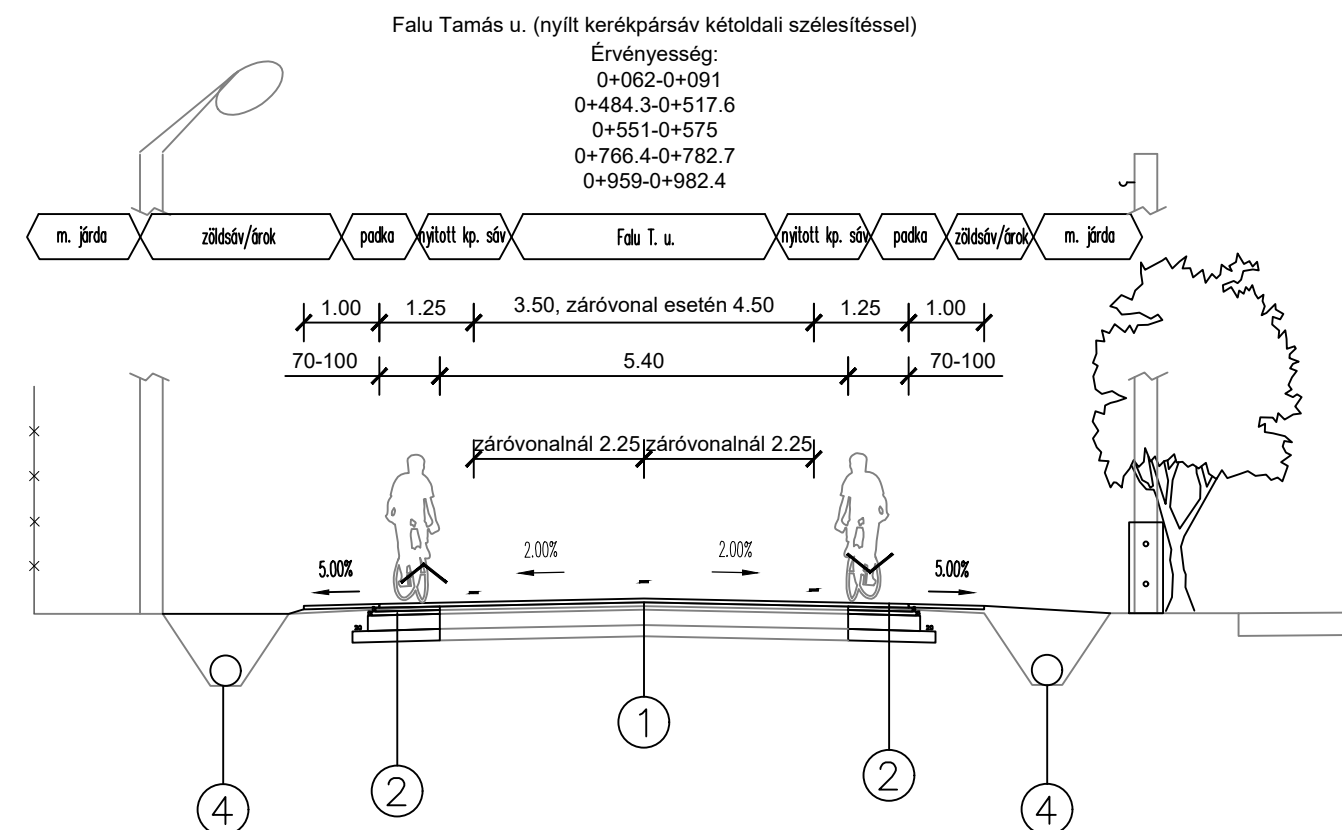 Falu Tamás u. (nyílt kerékpársáv kétoldali szélesítéssel)
Érvényesség:
0+062-0+091
0+484.3-0+517.6
0+551-0+575
0+766.4-0+782.7
0+959-0+982.4
m. járda zöldsáv/árok padka nyitott kp. sáv Falu T. u. nyitott kp. sáv padka zöldsáv/árok m. járda
1.00 1.25 3.50, záróvonal esetén 4.50 1.25 1.00
70-100 5.40 70-100
záróvonalnál 2.25 záróvonalnál 2.25
5.00% 2.00% 2.00% 5.00%
1
2 2
4 4